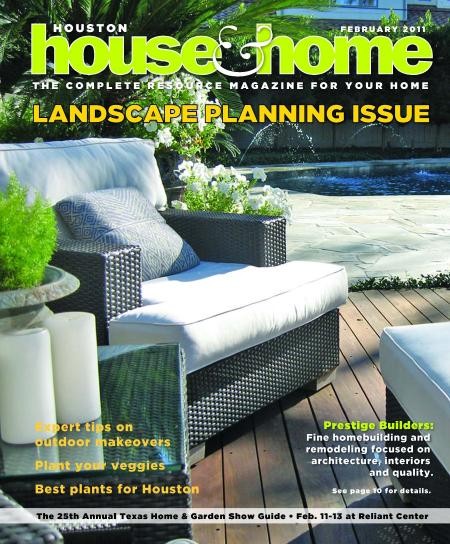 HOUSTON
FEBRUARY 2011
house&home
THE COMPLETE RESOURCE MAGAZINE FOR YOUR HOME
LANDSCAPE PLANNING ISSUE
Expert tips on
outdoor makeovers
Plant your veggies
Best plants for Houston
Prestige Builders:
Fine homebuilding and
remodeling focused on
architecture, interiors
and quality.
See page 10 for details.
The 25th Annual Texas Home & Garden Show Guide • Feb. 11-13 at Reliant Center